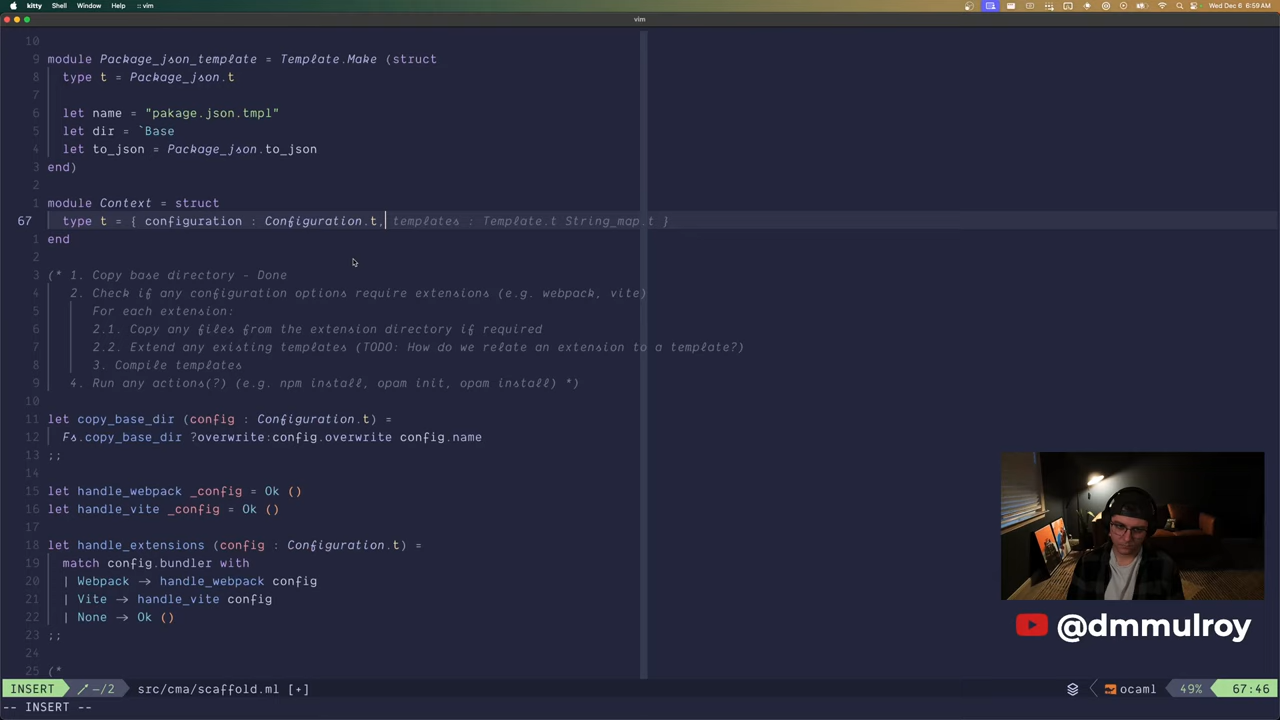 kitty Shell Window Help :: vim Wed Dec 6 6:59 AM
vim
10
9 module Package_json_template = Template.Make (struct
8 type t = Package_json.t
7
6 let name = "pakage.json.tmpl"
5 let dir = `Base
4 let to_json = Package_json.to_json
3 end)
2
1 module Context = struct
67 type t = { configuration : Configuration.t, templates : Template.t String_map.t }
1 end
2
3 (* 1. Copy base directory - Done
4 2. Check if any configuration options require extensions (e.g. webpack, vite)
5 For each extension:
6 2.1. Copy any files from the extension directory if required
7 2.2. Extend any existing templates (TODO: How do we relate an extension to a template?)
8 3. Compile templates
9 4. Run any actions(?) (e.g. npm install, opam init, opam install) *)
10
11 let copy_base_dir (config : Configuration.t) =
12 Fs.copy_base_dir ?overwrite:config.overwrite config.name
13 ;;
14
15 let handle_webpack _config = Ok ()
16 let handle_vite _config = Ok ()
17
18 let handle_extensions (config : Configuration.t) =
19 match config.bundler with
20 | Webpack -> handle_webpack config
21 | Vite -> handle_vite config
22 | None -> Ok ()
23 ;;
24
25 (*
@dmmulroy
INSERT ~/2 src/cma/scaffold.ml [+] ocaml 49% 67:46
-- INSERT --